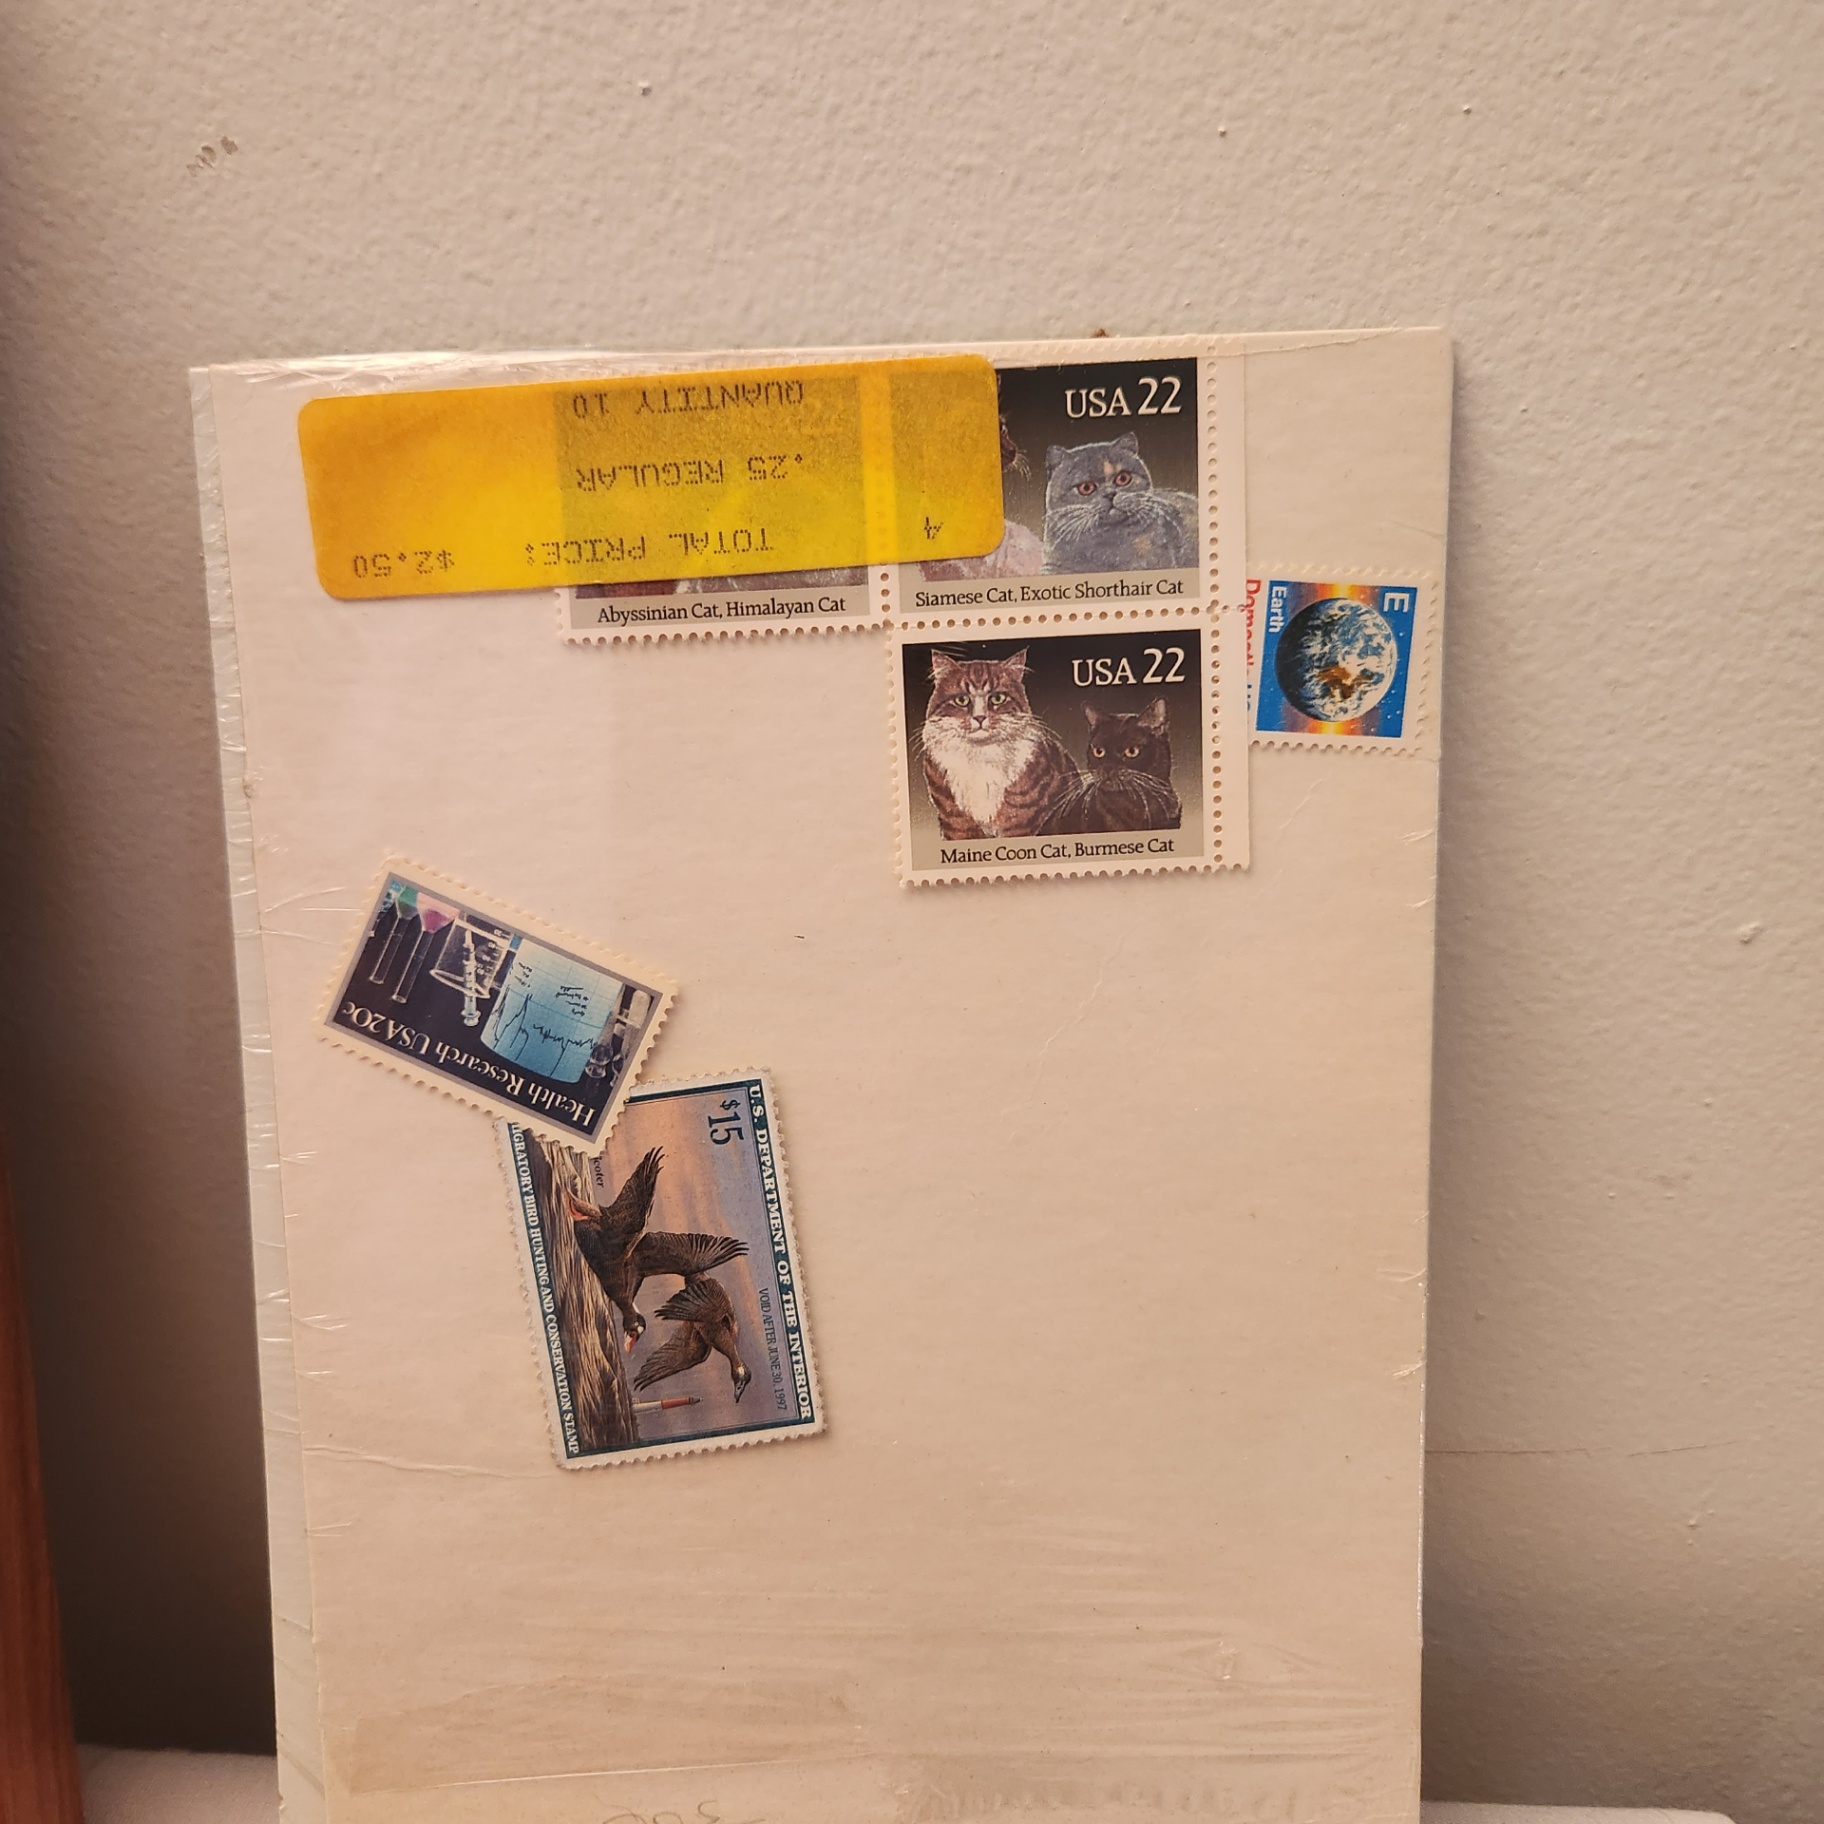 QUANTITY 10
.25 REGULAR
TOTAL PRICE: $2.50
4
USA 22
Abyssinian Cat, Himalayan Cat
Siamese Cat, Exotic Shorthair Cat
E
Earth
USA 22
Maine Coon Cat, Burmese Cat
Health Research USA 20c
$15
U.S. DEPARTMENT OF THE INTERIOR
VOID AFTER JUNE 30, 1997
BIRD HUNTING AND CONSERVATION STAMP